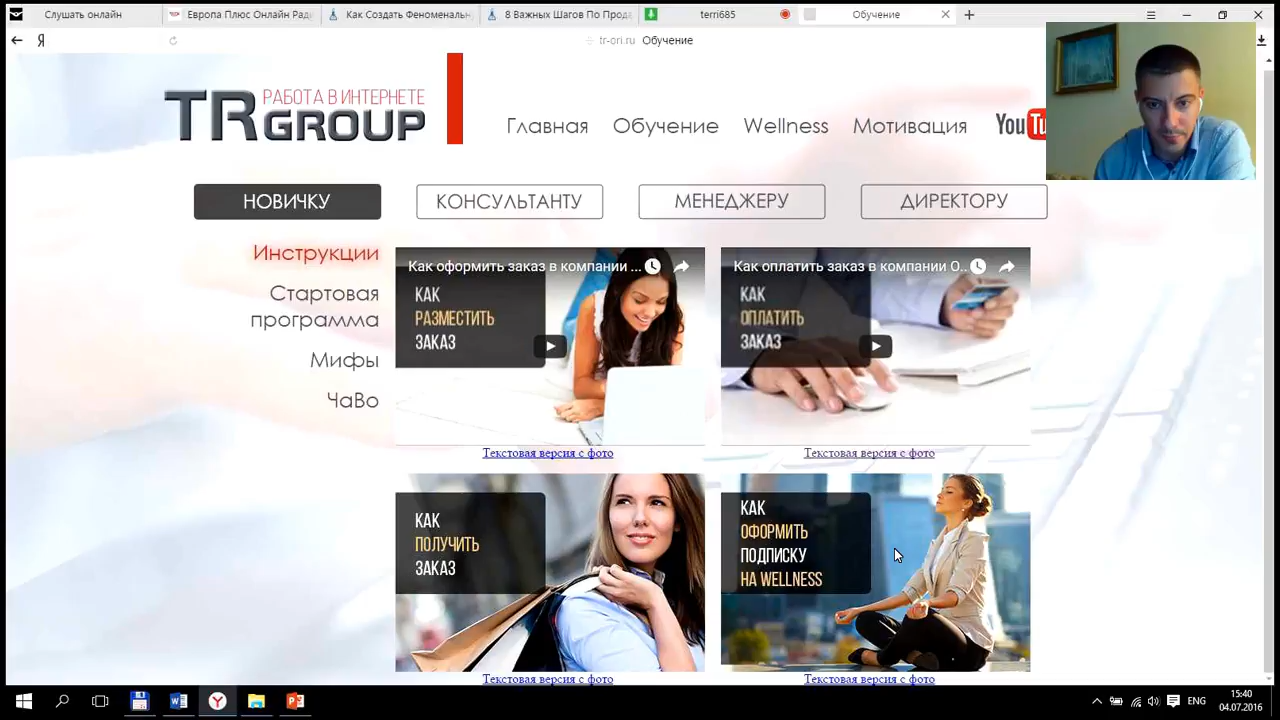 Слушать онлайн
Европа Плюс Онлайн Ради
Как Создать Феноменальн
8 Важных Шагов По Прод
terri685
Обучение
Я
tr-ori.ru Обучение
РАБОТА В ИНТЕРНЕТЕ
TR GROUP
Главная
Обучение
Wellness
Мотивация
YouTu
НОВИЧКУ
КОНСУЛЬТАНТУ
МЕНЕДЖЕРУ
ДИРЕКТОРУ
Инструкции
Стартовая
программа
Мифы
ЧаВо
Как оформить заказ в компании ...
КАК
РАЗМЕСТИТЬ
ЗАКАЗ
Текстовая версия с фото
Как оплатить заказ в компании O...
КАК
ОПЛАТИТЬ
ЗАКАЗ
Текстовая версия с фото
КАК
ПОЛУЧИТЬ
ЗАКАЗ
Текстовая версия с фото
КАК
ОФОРМИТЬ
ПОДПИСКУ
НА WELLNESS
Текстовая версия с фото
ENG
15:40
04.07.2016